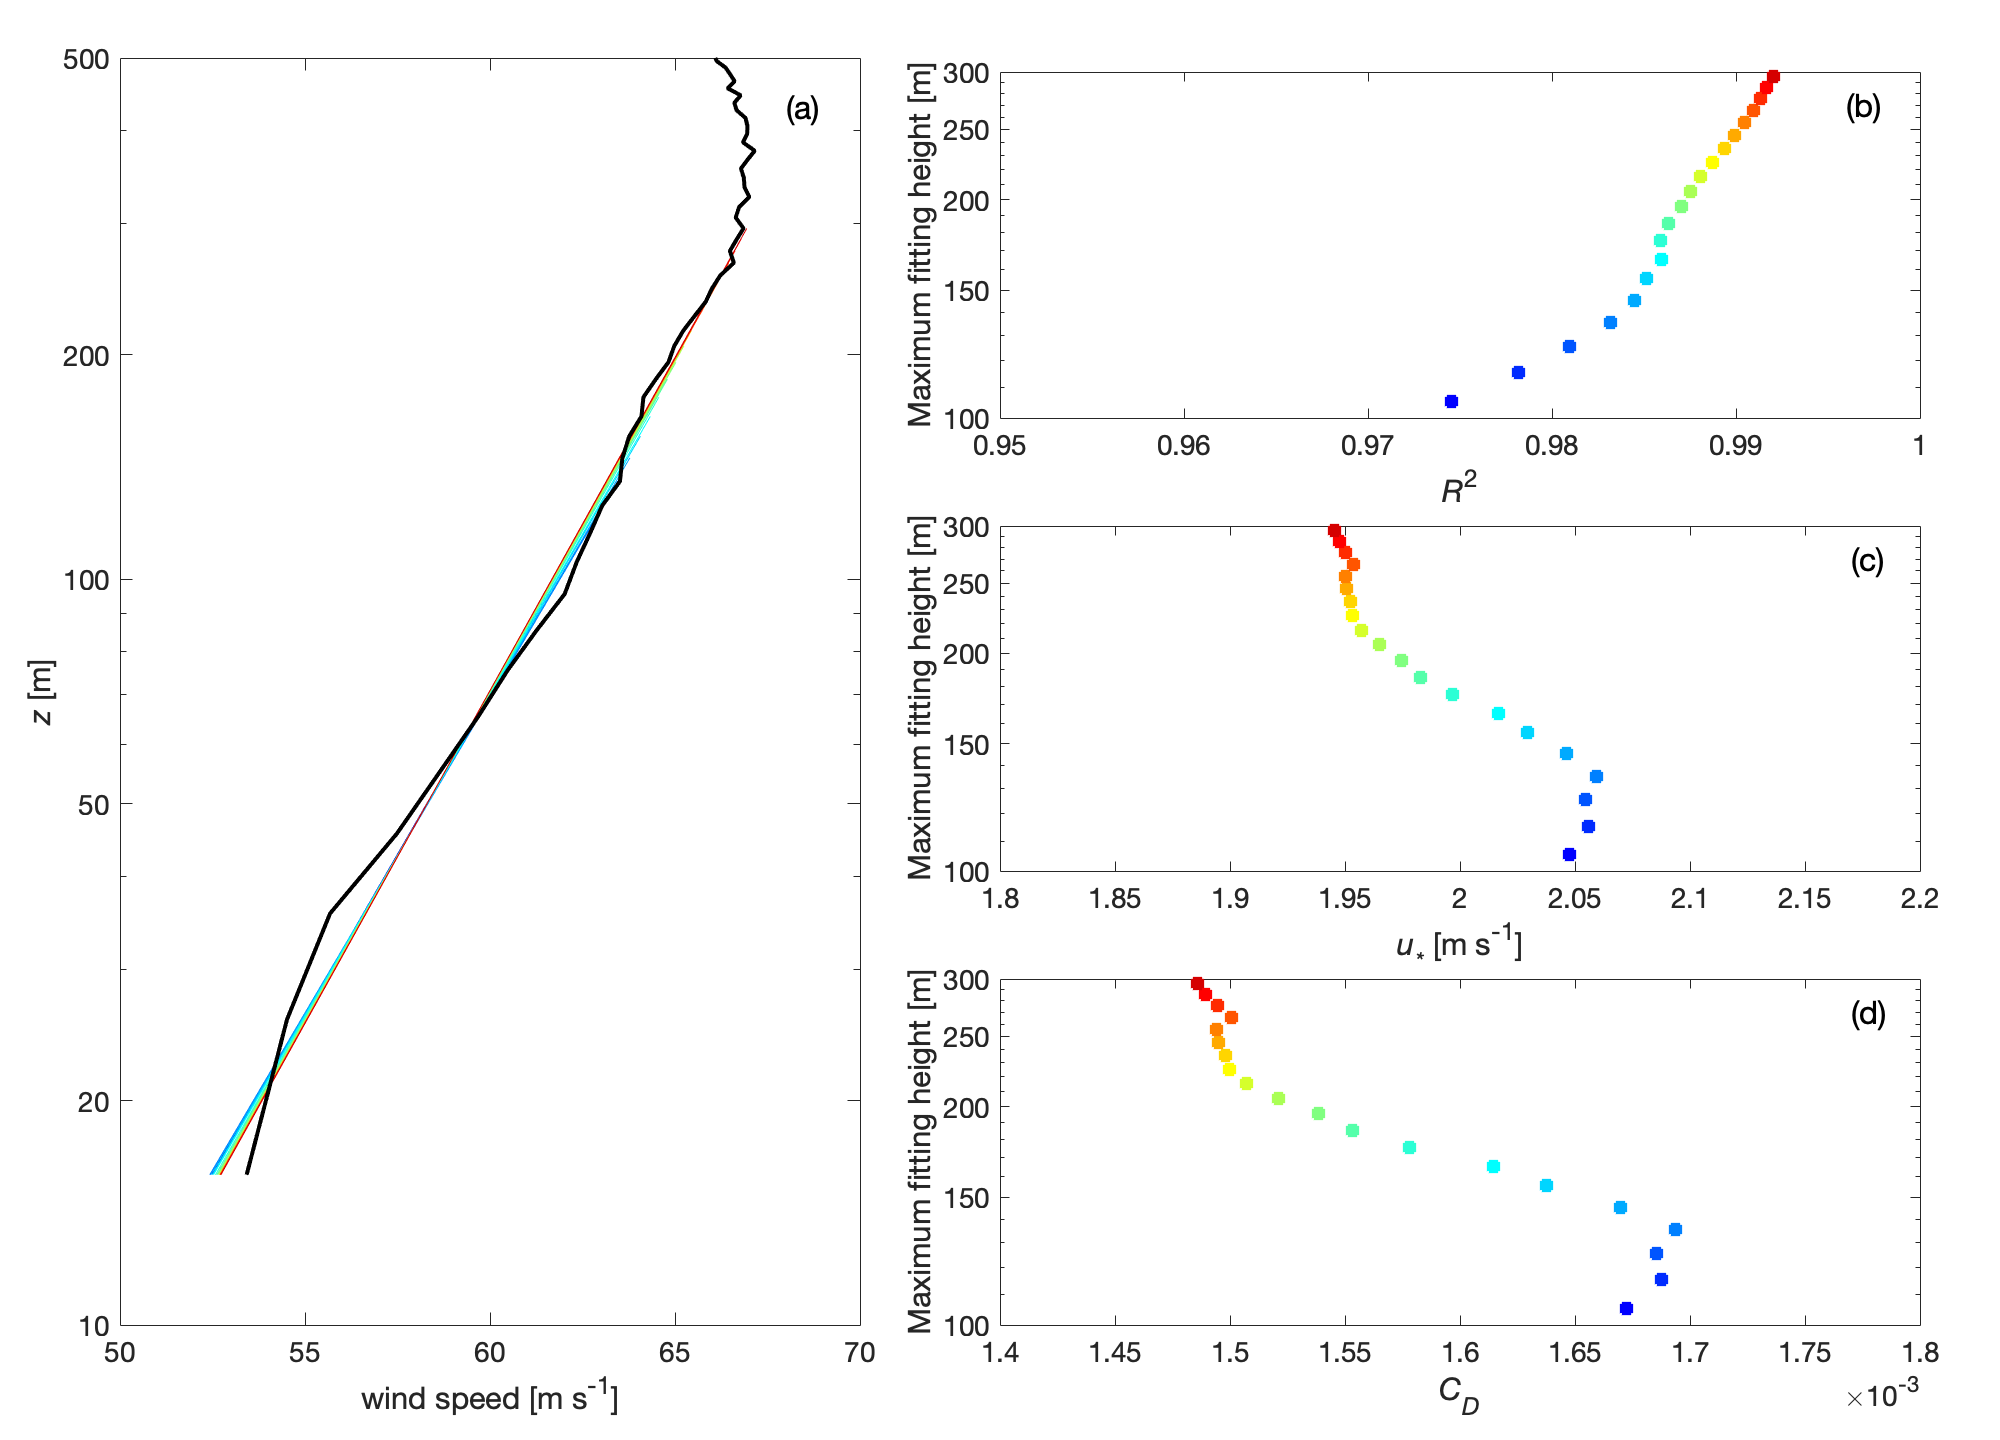 500
200
100
50
20
10
z [m]
50 55 60 65 70
wind speed [m s-1]
(a)
300
250
200
150
100
Maximum fitting height [m]
0.95 0.96 0.97 0.98 0.99 1
R2
(b)
300
250
200
150
100
Maximum fitting height [m]
1.8 1.85 1.9 1.95 2 2.05 2.1 2.15 2.2
u* [m s-1]
(c)
300
250
200
150
100
Maximum fitting height [m]
1.4 1.45 1.5 1.55 1.6 1.65 1.7 1.75 1.8
CD
×10-3
(d)